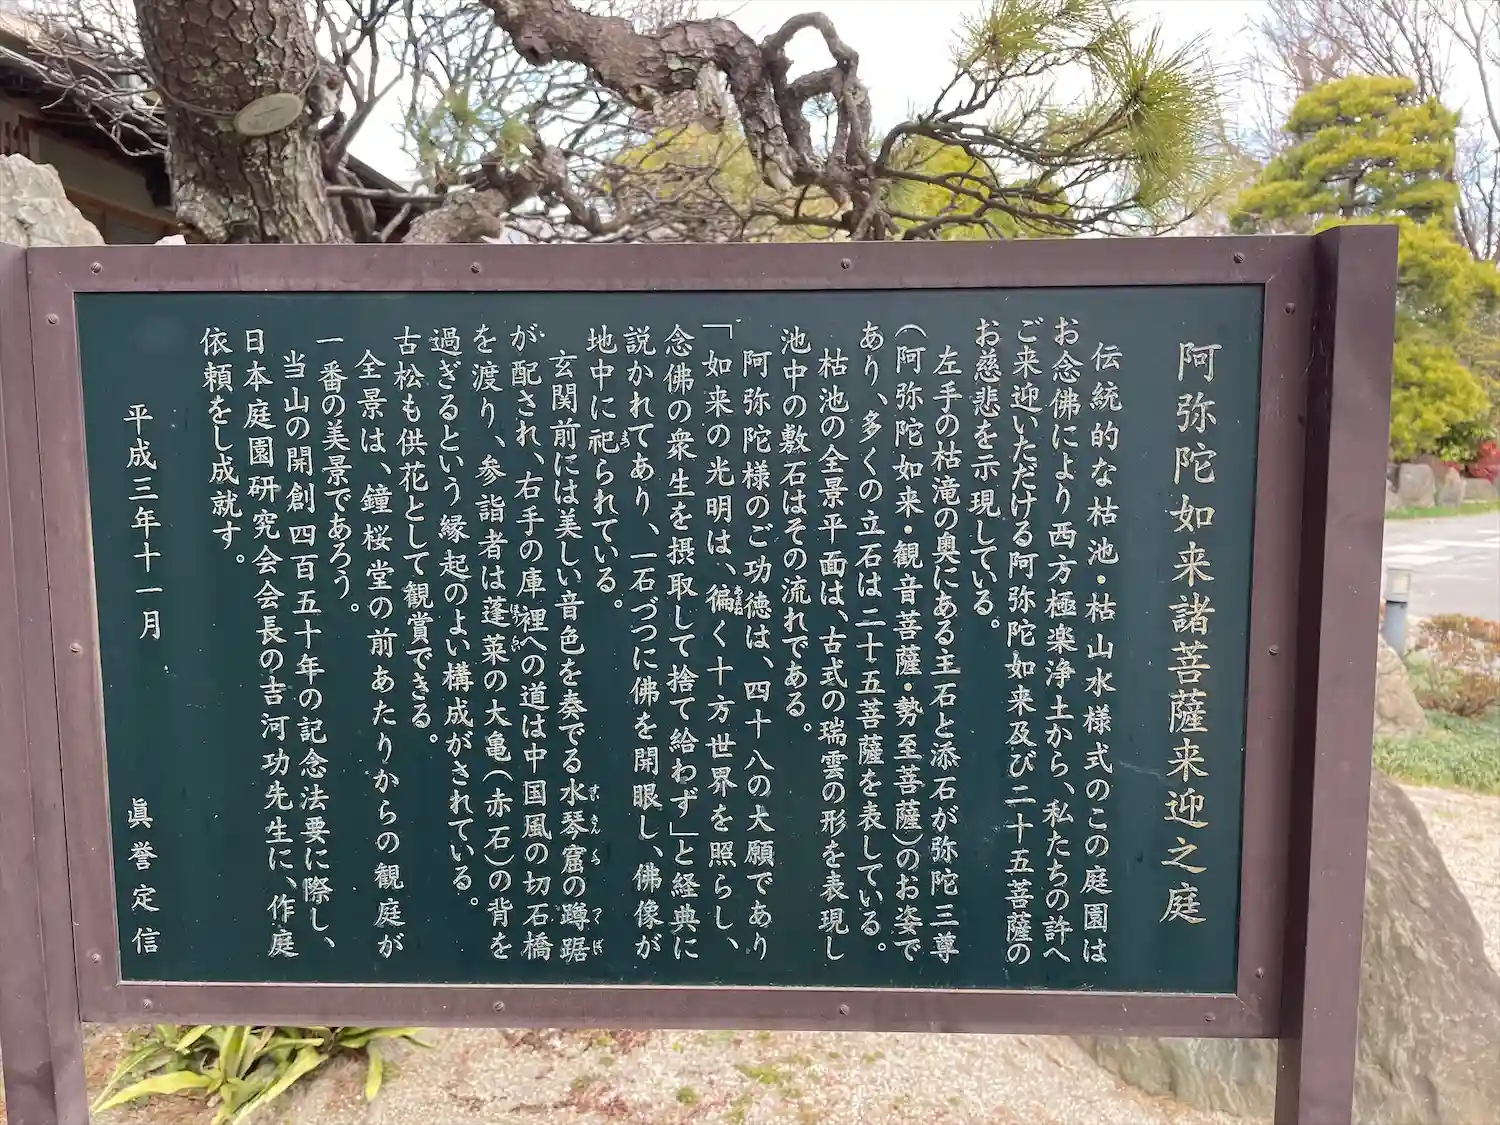 阿弥陀如来諸菩薩来迎之庭
伝統的な枯池・枯山水様式のこの庭園は
お念佛により西方極楽浄土から、私たちの許へ
ご来迎いただける阿弥陀如来及び二十五菩薩の
お慈悲を示現している。
左手の枯滝の奥にある主石と添石が弥陀三尊
(阿弥陀如来・観音菩薩・勢至菩薩)のお姿で
あり、多くの立石は二十五菩薩を表している。
枯池の全景平面は、古式の瑞雲の形を表現し
池中の敷石はその流れである。
阿弥陀様のご功徳は、四十八の大願であり
「如来の光明は、徧く十方世界を照らし、
念佛の衆生を摂取して捨て給わず」と経典に
説かれてあり、一石づつに佛を開眼し、佛像が
地中に祀られている。
玄関前には美しい音色を奏でる水琴窟の蹲踞
が配され、右手の庫裡への道は中国風の切石橋
を渡り、参詣者は蓬莱の大亀(赤石)の背を
過ぎるという縁起のよい構成がされている。
古松も供花として観賞できる。
全景は、鐘桜堂の前あたりからの観庭が
一番の美景であろう。
当山の開創四百五十年の記念法要に際し、
日本庭園研究会会長の吉河功先生に、作庭
依頼をし成就す。
平成三年十一月 眞誉定信